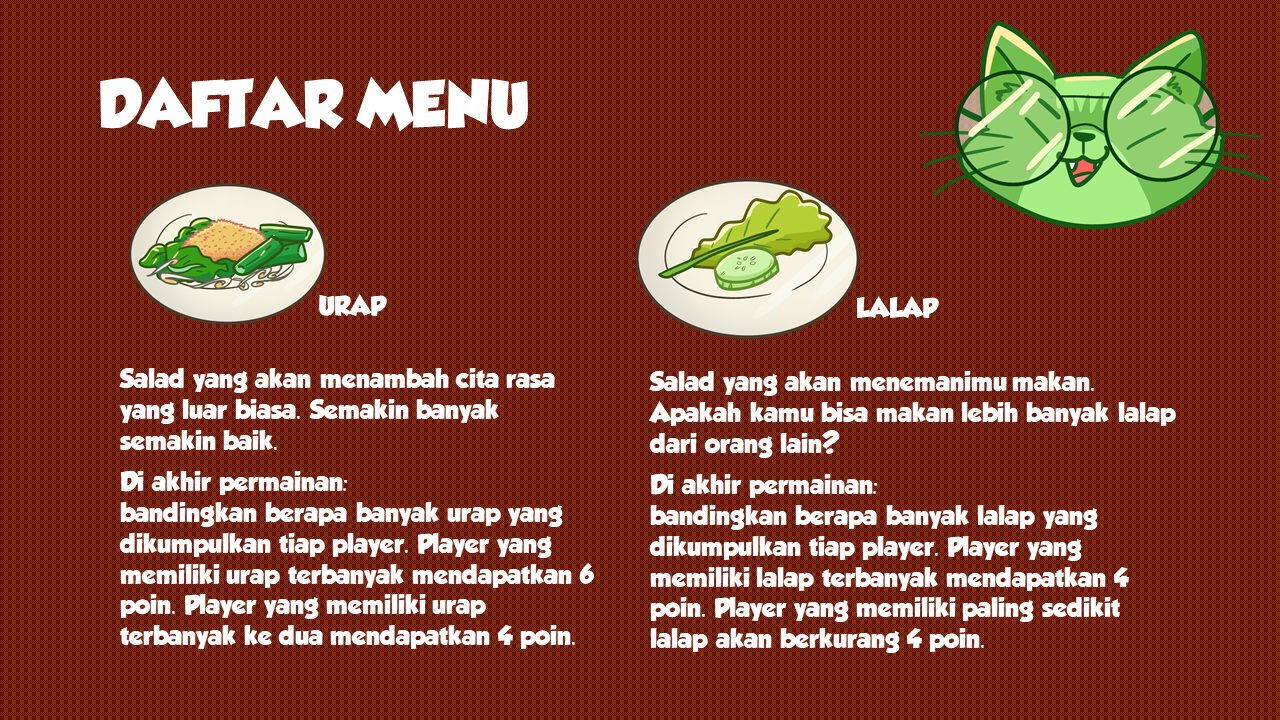 DAFTAR MENU
URAP
Salad yang akan menambah cita rasa
yang luar biasa. Semakin banyak
semakin baik.
Di akhir permainan:
bandingkan berapa banyak urap yang
dikumpulkan tiap player. Player yang
memiliki urap terbanyak mendapatkan 6
poin. Player yang memiliki urap
terbanyak ke dua mendapatkan 4 poin.
LALAP
Salad yang akan menemanimu makan.
Apakah kamu bisa makan lebih banyak lalap
dari orang lain?
Di akhir permainan:
bandingkan berapa banyak lalap yang
dikumpulkan tiap player. Player yang
memiliki lalap terbanyak mendapatkan 4
poin. Player yang memiliki paling sedikit
lalap akan berkurang 4 poin.